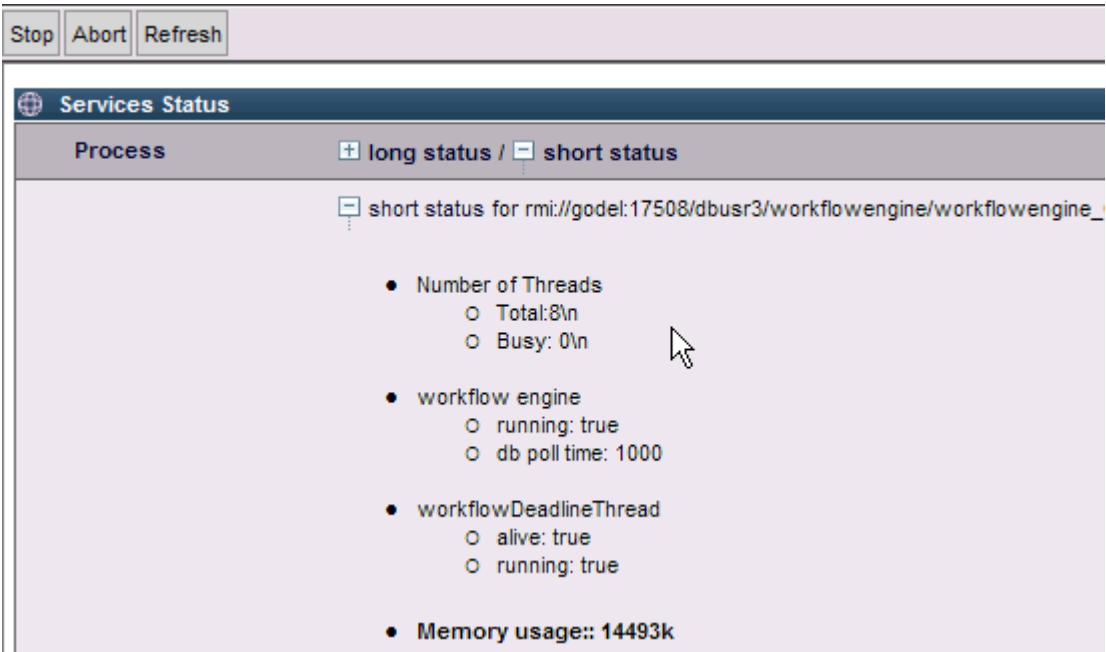 Stop Abort Refresh
Services Status
Process long status / short status
short status for rmi://godel:17508/dbusr3/workflowengine/workflowengine_
Number of Threads
Total:8\n
Busy: 0\n
workflow engine
running: true
db poll time: 1000
workflowDeadlineThread
alive: true
running: true
Memory usage:: 14493k